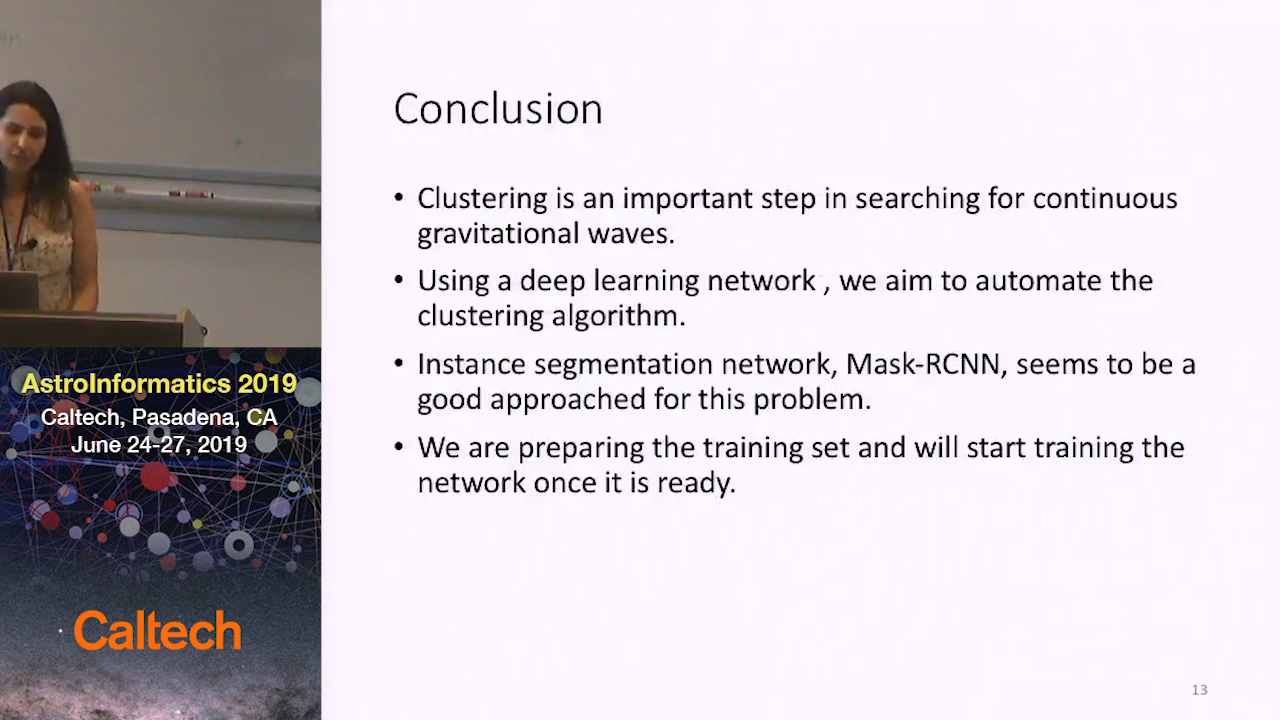 Conclusion
• Clustering is an important step in searching for continuous
gravitational waves.
• Using a deep learning network , we aim to automate the
clustering algorithm.
• Instance segmentation network, Mask-RCNN, seems to be a
good approached for this problem.
• We are preparing the training set and will start training the
network once it is ready.
13
AstroInformatics 2019
Caltech, Pasadena, CA
June 24-27, 2019
Caltech